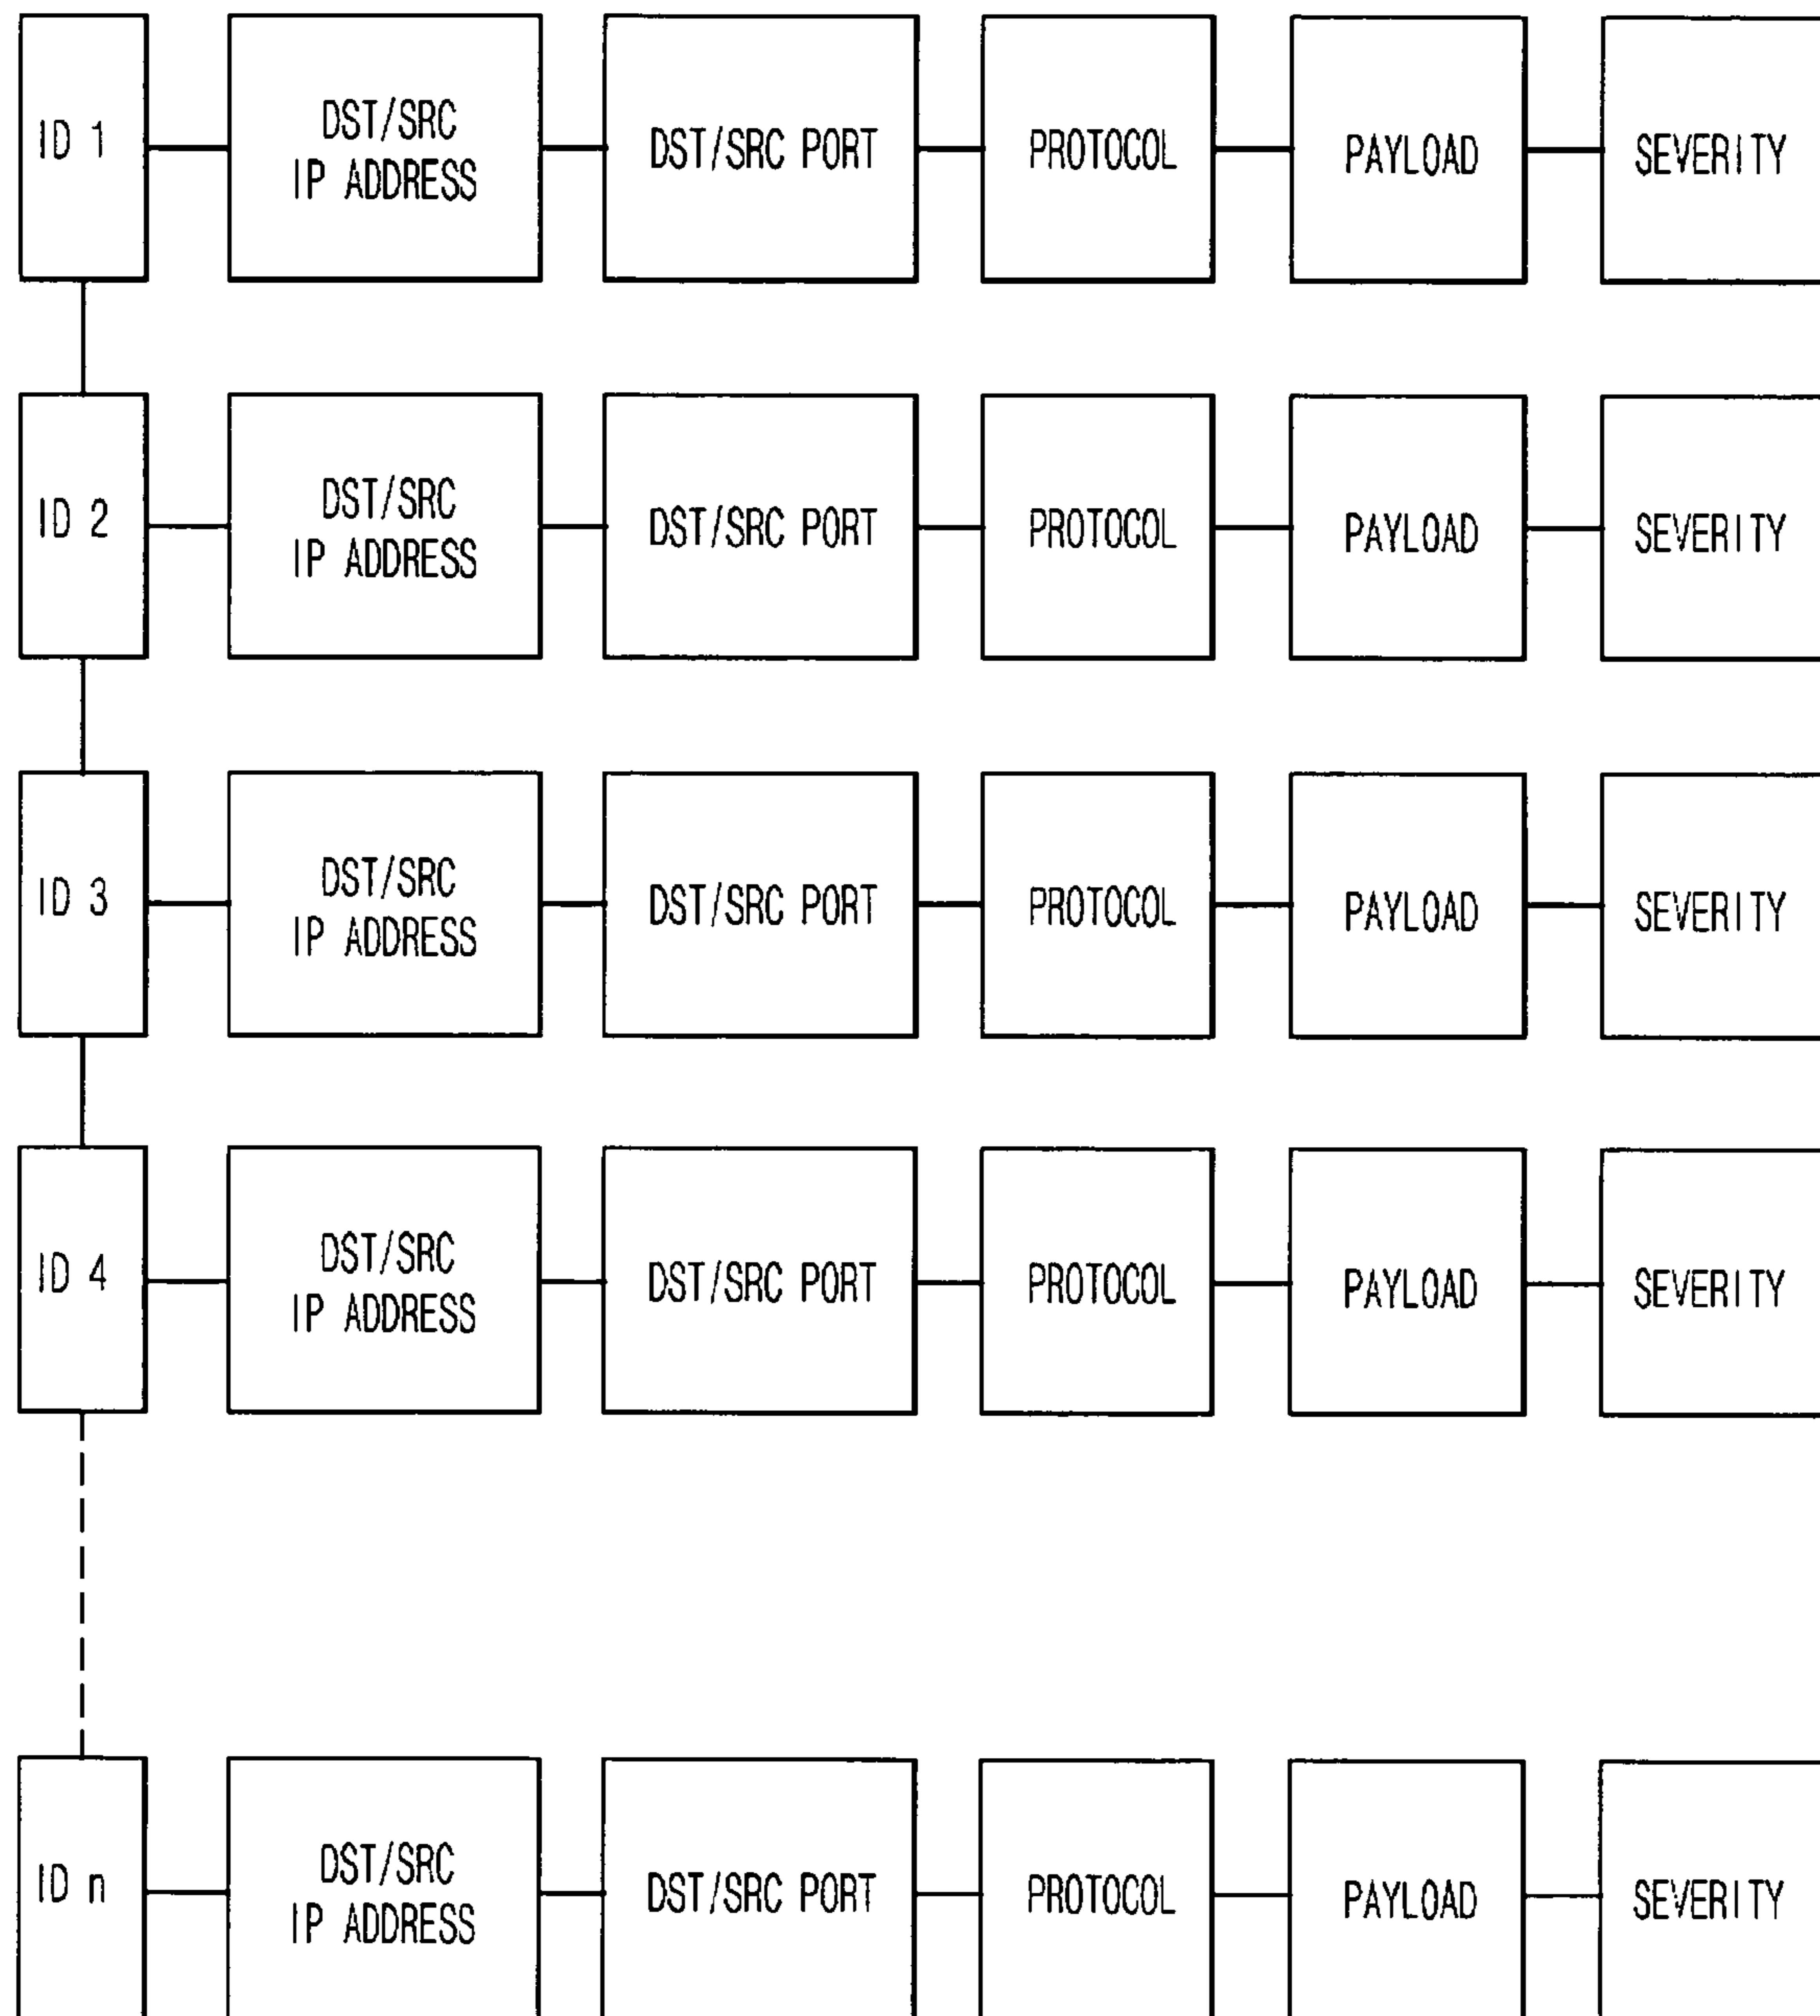 ID 1
DST/SRC
IP ADDRESS
DST/SRC PORT
PROTOCOL
PAYLOAD
SEVERITY
ID 2
DST/SRC
IP ADDRESS
DST/SRC PORT
PROTOCOL
PAYLOAD
SEVERITY
ID 3
DST/SRC
IP ADDRESS
DST/SRC PORT
PROTOCOL
PAYLOAD
SEVERITY
ID 4
DST/SRC
IP ADDRESS
DST/SRC PORT
PROTOCOL
PAYLOAD
SEVERITY
ID n
DST/SRC
IP ADDRESS
DST/SRC PORT
PROTOCOL
PAYLOAD
SEVERITY